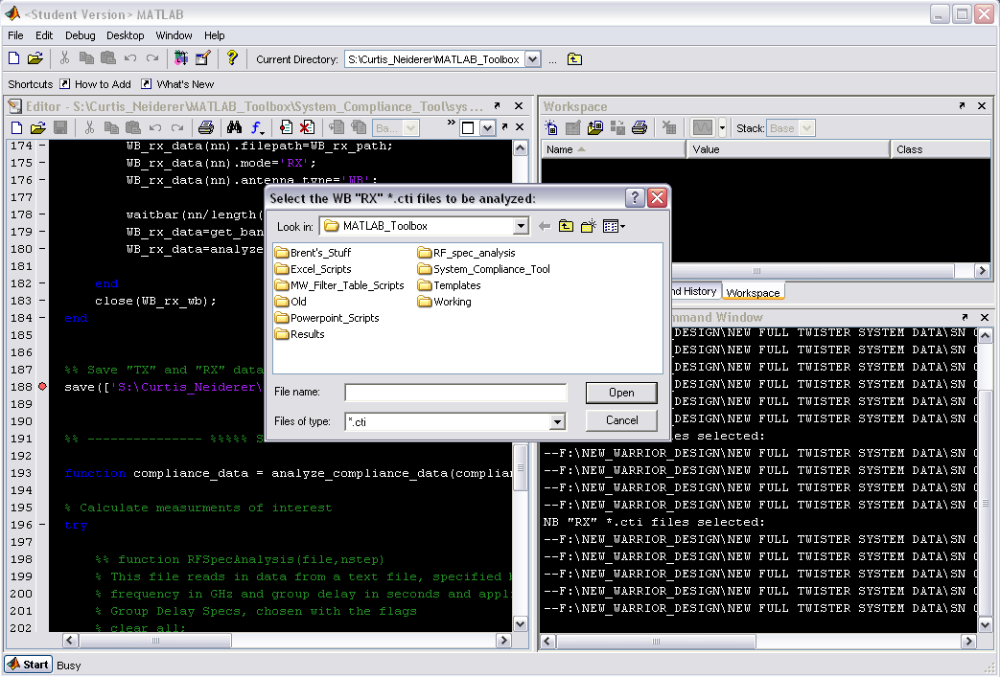 <Student Version> MATLAB
File Edit Debug Desktop Window Help
Current Directory: S:\Curtis_Neiderer\MATLAB_Toolbox ...
Shortcuts How to Add What's New
Editor - S:\Curtis_Neiderer\MATLAB_Toolbox\System_Compliance_Tool\sys...
Workspace
Ba...
Stack: Base
Name Value Class
174 - WB_rx_data(nn).filepath=WB_rx_path;
175 - WB_rx_data(nn).mode='RX';
176 - WB_rx_data(nn).antenna_type='WB';
177
178 - waitbar(nn/length(
179 - WB_rx_data=get_ban
180 - WB_rx_data=analyze
181
182 - end
183 - close(WB_rx_wb);
184 - end
185
186
187 %% Save "TX" and "RX" data
188 save(['S:\Curtis_Neiderer\
189
190
191 %% --------------- %%%%% S
192
193 function compliance_data = analyze_compliance_data(complian
194
195 % Calculate measurments of interest
196 - try
197
198 %% function RFSpecAnalysis(file,nstep)
199 % This file reads in data from a text file, specified
200 % frequency in GHz and group delay in seconds and appli
201 % Group Delay Specs, chosen with the flags
202 % clear all;
Select the WB "RX" *.cti files to be analyzed:
Look in: MATLAB_Toolbox
Brent's_Stuff
Excel_Scripts
MW_Filter_Table_Scripts
Old
Powerpoint_Scripts
Results
RF_spec_analysis
System_Compliance_Tool
Templates
Working
File name:
Open
Files of type: *.cti
Cancel
nd History Workspace
mmand Window
_DESIGN\NEW FULL TWISTER SYSTEM DATA\SN 0
_DESIGN\NEW FULL TWISTER SYSTEM DATA\SN 0
_DESIGN\NEW FULL TWISTER SYSTEM DATA\SN 0
_DESIGN\NEW FULL TWISTER SYSTEM DATA\SN 0
_DESIGN\NEW FULL TWISTER SYSTEM DATA\SN 0
_DESIGN\NEW FULL TWISTER SYSTEM DATA\SN 0
es selected:
--F:\NEW_WARRIOR_DESIGN\NEW FULL TWISTER SYSTEM DATA\SN 0
--F:\NEW_WARRIOR_DESIGN\NEW FULL TWISTER SYSTEM DATA\SN 0
--F:\NEW_WARRIOR_DESIGN\NEW FULL TWISTER SYSTEM DATA\SN 0
--F:\NEW_WARRIOR_DESIGN\NEW FULL TWISTER SYSTEM DATA\SN 0
NB "RX" *.cti files selected:
--F:\NEW_WARRIOR_DESIGN\NEW FULL TWISTER SYSTEM DATA\SN 0
--F:\NEW_WARRIOR_DESIGN\NEW FULL TWISTER SYSTEM DATA\SN 0
--F:\NEW_WARRIOR_DESIGN\NEW FULL TWISTER SYSTEM DATA\SN 0
--F:\NEW_WARRIOR_DESIGN\NEW FULL TWISTER SYSTEM DATA\SN 0
--F:\NEW_WARRIOR_DESIGN\NEW FULL TWISTER SYSTEM DATA\SN 0
Start Busy